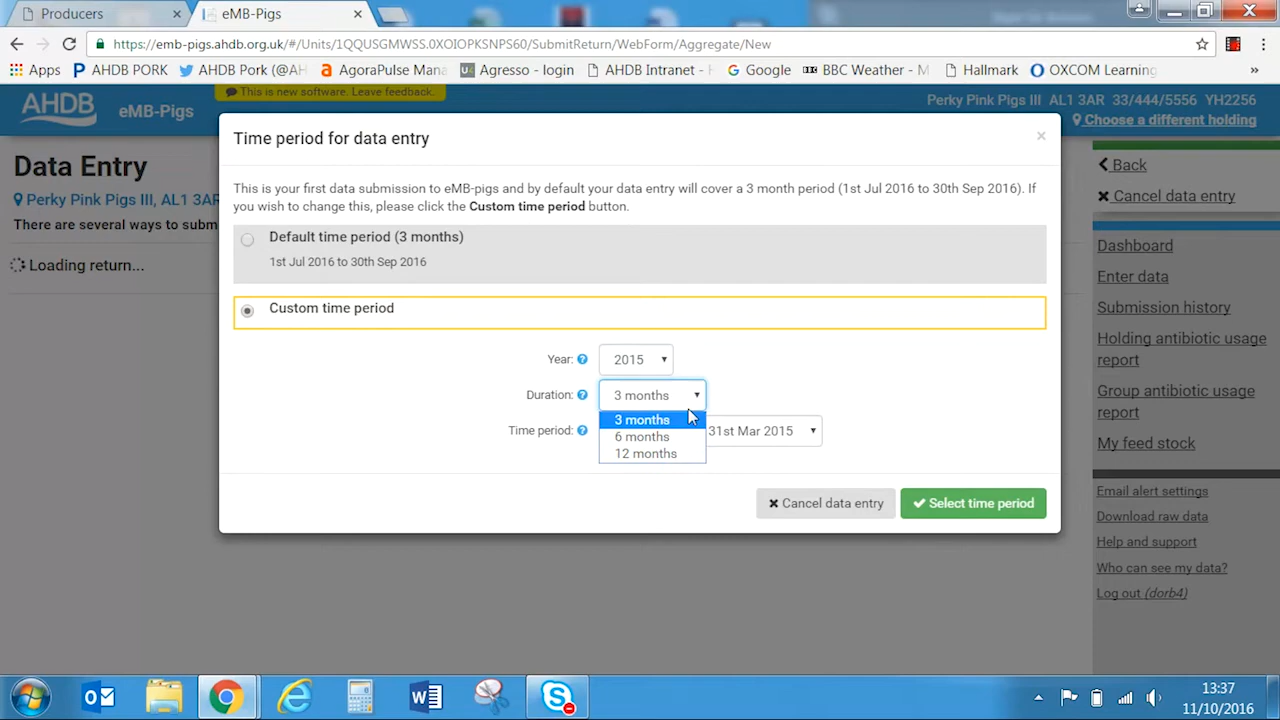 Producers
eMB-Pigs
https://emb-pigs.ahdb.org.uk/#/Units/1QQUSGMWSS.0XOIOPKSNPS60/SubmitReturn/WebForm/Aggregate/New
Apps AHDB PORK AHDB Pork (@AH AgoraPulse Mana Agresso - login AHDB Intranet - Google BBC Weather - M Hallmark OXCOM Learning »
AHDB eMB-Pigs
This is new software. Leave feedback.
Perky Pink Pigs III AL1 3AR 33/444/5556 YH2256
Choose a different holding
Data Entry
Perky Pink Pigs III, AL1 3AR
There are several ways to subm
Loading return...
Time period for data entry ×
This is your first data submission to eMB-pigs and by default your data entry will cover a 3 month period (1st Jul 2016 to 30th Sep 2016). If
you wish to change this, please click the Custom time period button.
Default time period (3 months)
1st Jul 2016 to 30th Sep 2016
Custom time period
Year: 2015
Duration: 3 months
3 months
6 months
12 months
Time period: 31st Mar 2015
Cancel data entry Select time period
Back
Cancel data entry
Dashboard
Enter data
Submission history
Holding antibiotic usage
report
Group antibiotic usage
report
My feed stock
Email alert settings
Download raw data
Help and support
Who can see my data?
Log out (dorb4)
13:37
11/10/2016